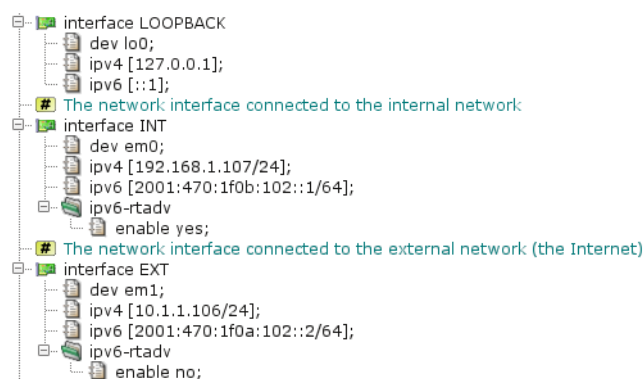 interface LOOPBACK
dev lo0;
ipv4 [127.0.0.1];
ipv6 [::1];
# The network interface connected to the internal network
interface INT
dev em0;
ipv4 [192.168.1.107/24];
ipv6 [2001:470:1f0b:102::1/64];
ipv6-rtadv
enable yes;
# The network interface connected to the external network (the Internet)
interface EXT
dev em1;
ipv4 [10.1.1.106/24];
ipv6 [2001:470:1f0a:102::2/64];
ipv6-rtadv
enable no;